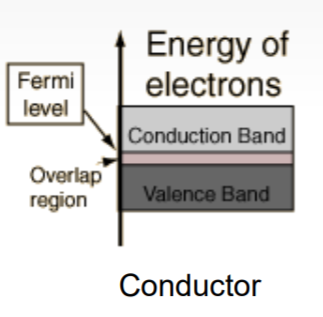 Energy of
electrons
Fermi
level
Conduction Band
Overlap
region
Valence Band
Conductor